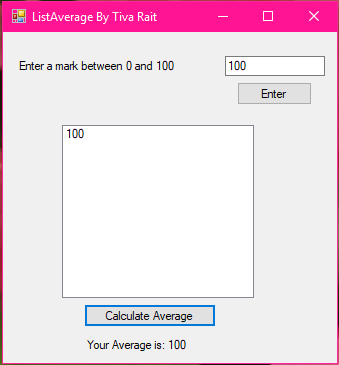 ListAverage By Tiva Rait
Enter a mark between 0 and 100
100
Enter
100
Calculate Average
Your Average is: 100